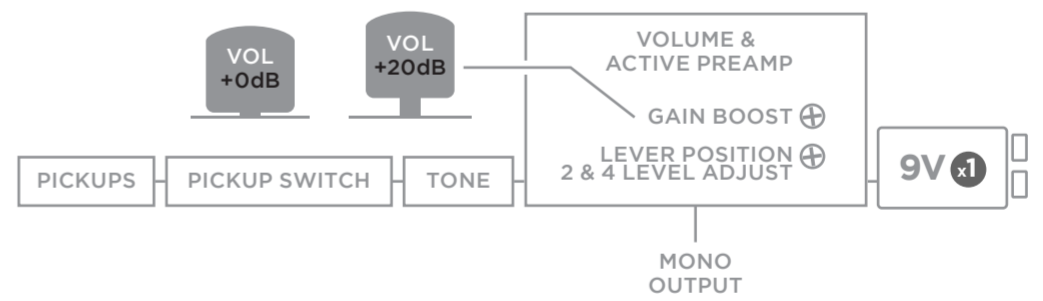 VOL
+0dB
VOL
+20dB
VOLUME &
ACTIVE PREAMP
GAIN BOOST
LEVER POSITION
2 & 4 LEVEL ADJUST
PICKUPS
PICKUP SWITCH
TONE
9V x1
MONO
OUTPUT